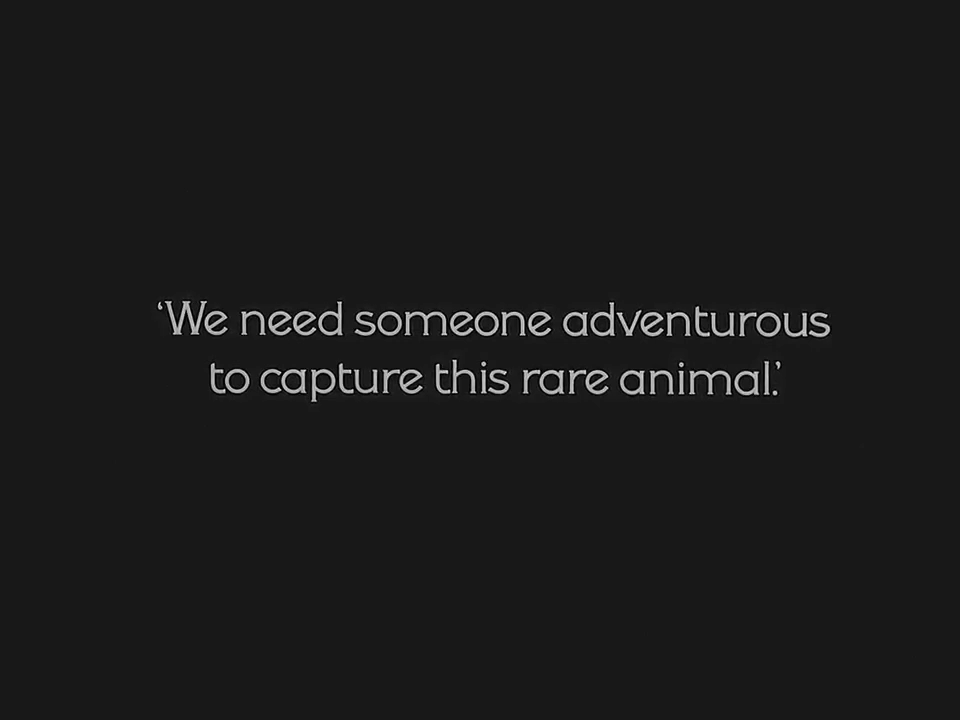 ‘We need someone adventurous
to capture this rare animal.’